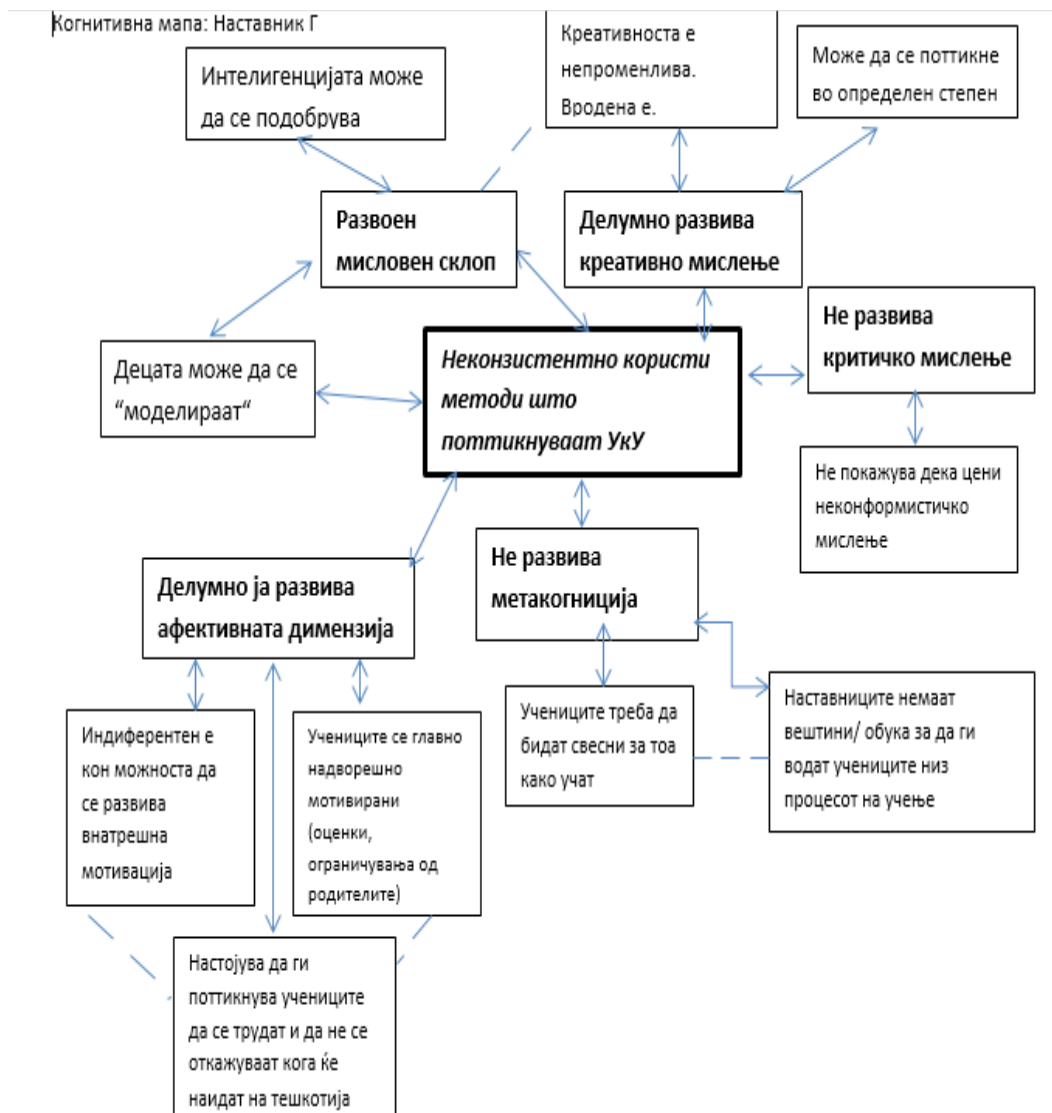 Когнитивна мапа: Наставник Г
Креативноста е
непроменлива.
Вродена е.
Може да се поттикне
во определен степен
Интелигенцијата може
да се подобрува
Развоен
мисловен склоп
Делумно развива
креативно мислење
Не развива
критичко мислење
Децата може да се
“моделираат“
Неконзистентно користи
методи што
поттикнуваат УкУ
Не покажува дека цени
неконформистичко
мислење
Делумно ја развива
афективната димензија
Не развива
метакогниција
Индиферентен е
кон можноста да
се развива
внатрешна
мотивација
Учениците се главно
надворешно
мотивирани
(оценки,
ограничувања од
родителите)
Учениците треба да
бидат свесни за тоа
како учат
Наставниците немаат
вештини/ обука за да ги
водат учениците низ
процесот на учење
Настојува да ги
поттикнува учениците
да се трудат и да не се
откажуваат кога ќе
наидат на тешкотија